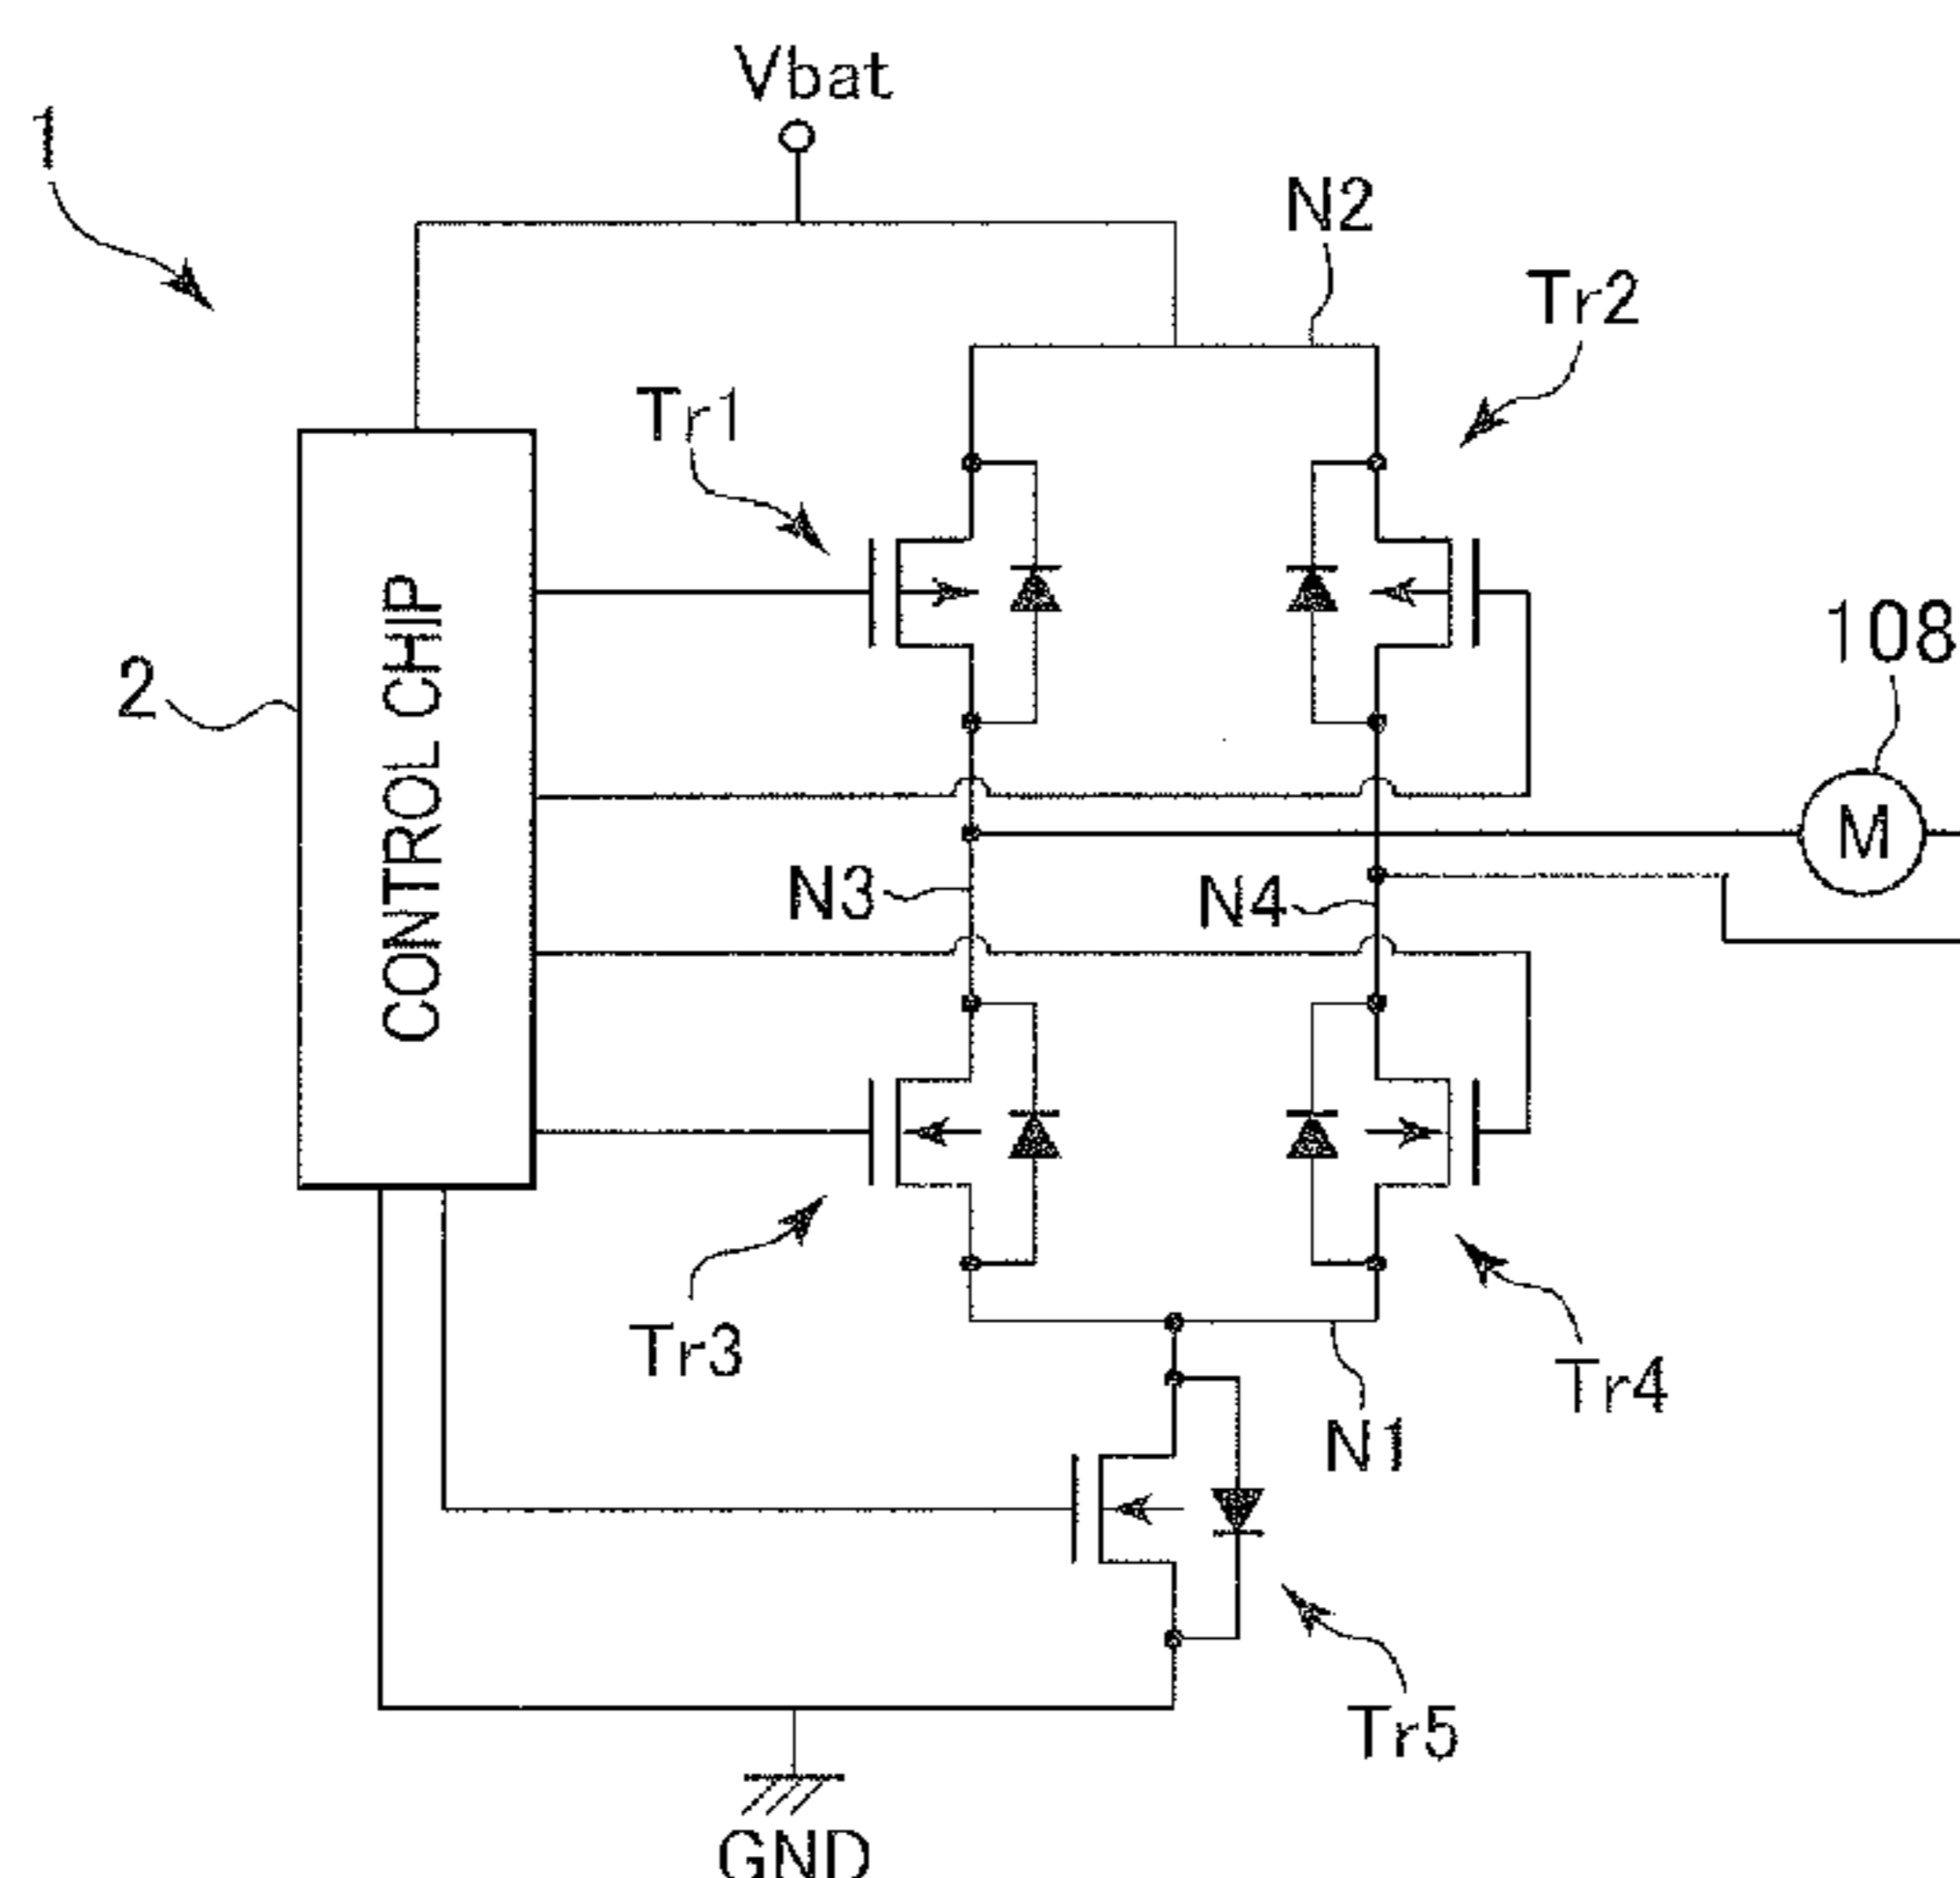 Vbat
1
N2
Tr2
Tr1
108
CONTROL CHIP
2
M
N3
N4
Tr3
Tr4
N1
Tr5
GND